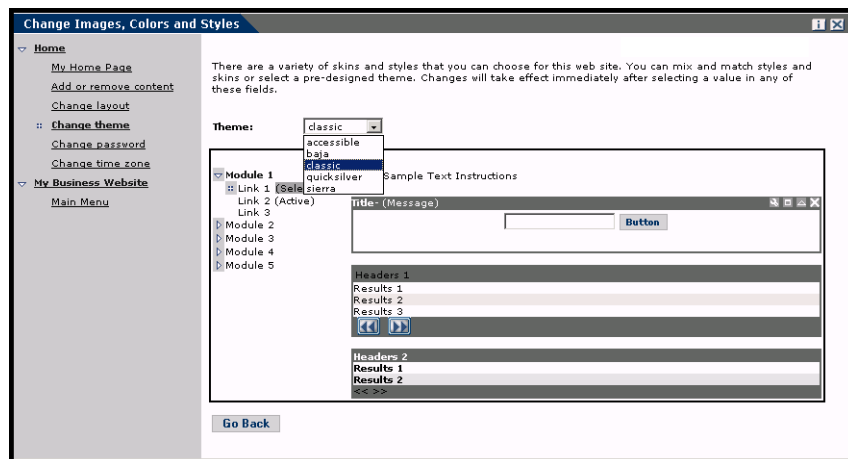 Change Images, Colors and Styles
Home
My Home Page
Add or remove content
Change layout
Change theme
Change password
Change time zone
My Business Website
Main Menu
There are a variety of skins and styles that you can choose for this web site. You can mix and match styles and
skins or select a pre-designed theme. Changes will take effect immediately after selecting a value in any of
these fields.
Theme: classic
accessible
baja
classic
quicksilver
sierra
Module 1
Link 1 (Sele
Link 2 (Active)
Link 3
Module 2
Module 3
Module 4
Module 5
Sample Text Instructions
Title- (Message)
Button
Headers 1
Results 1
Results 2
Results 3
Headers 2
Results 1
Results 2
<< >>
Go Back